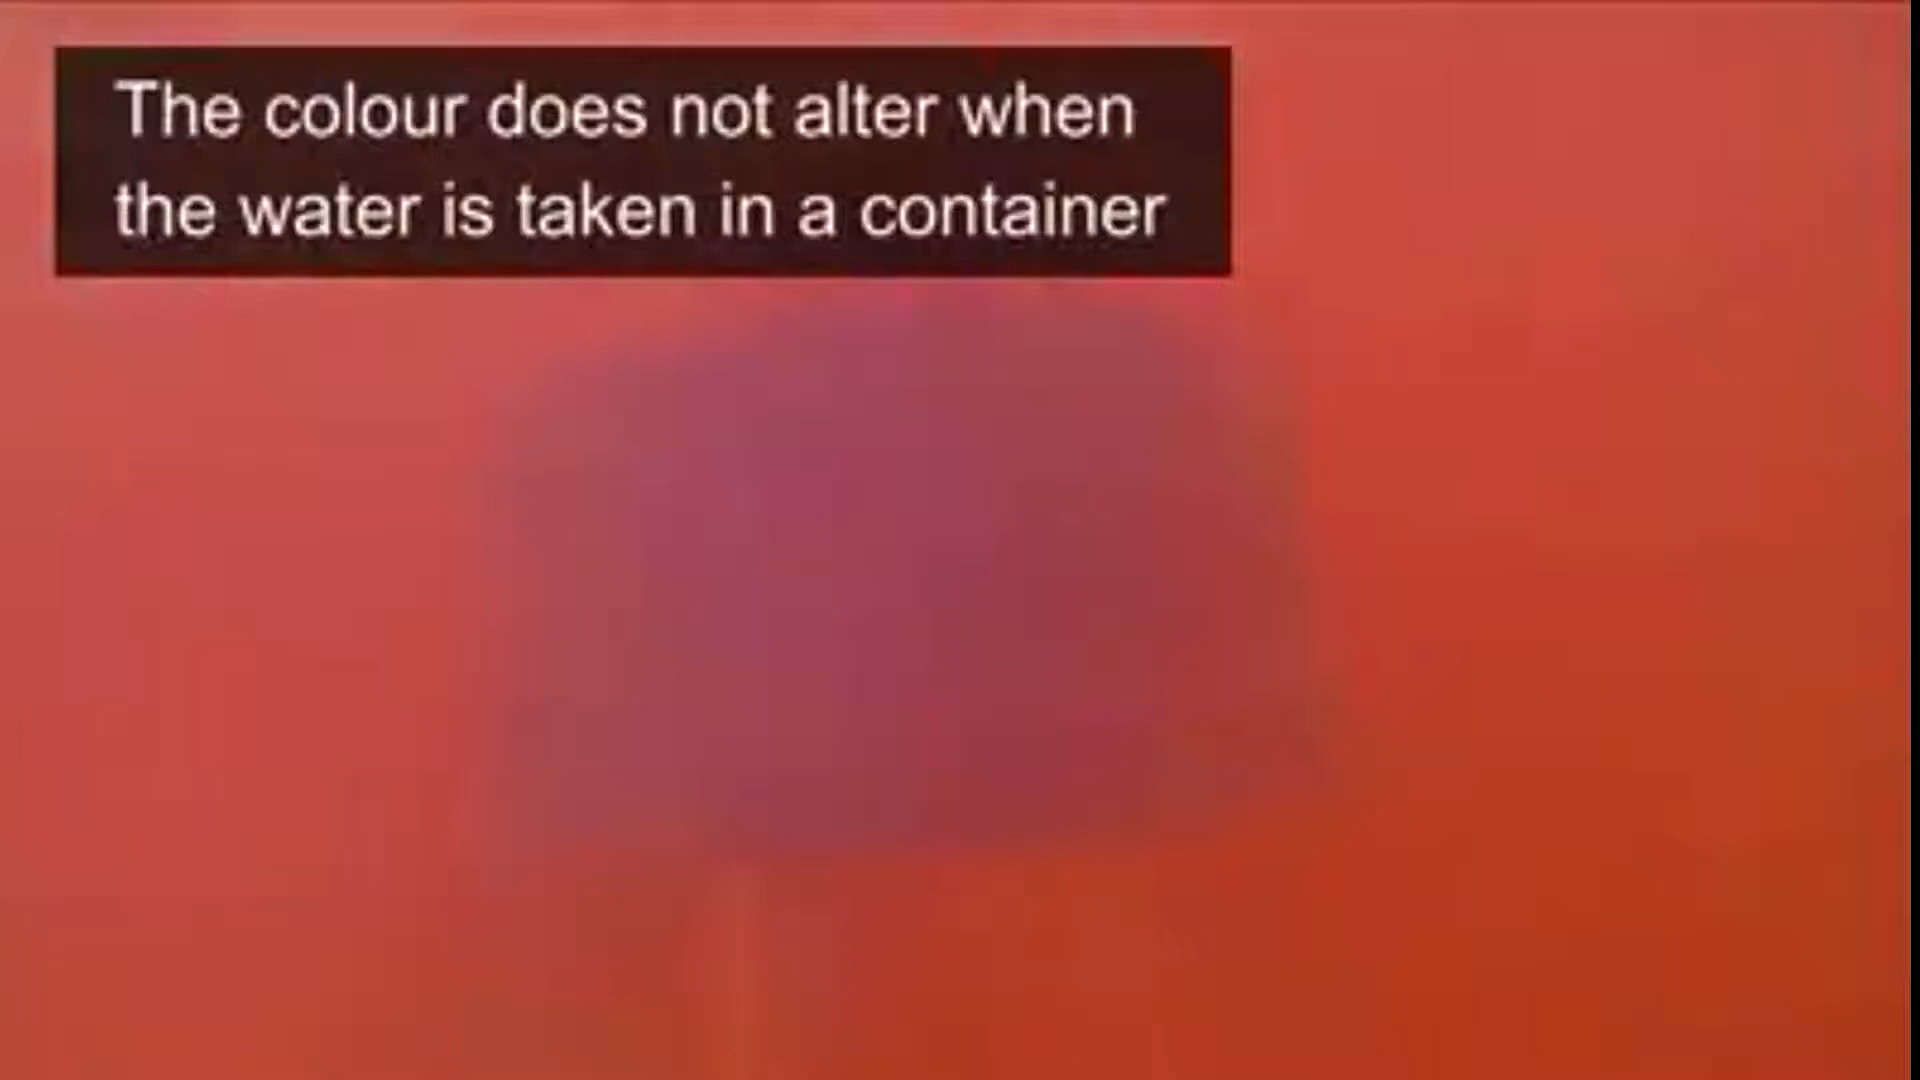 The colour does not alter when
the water is taken in a container